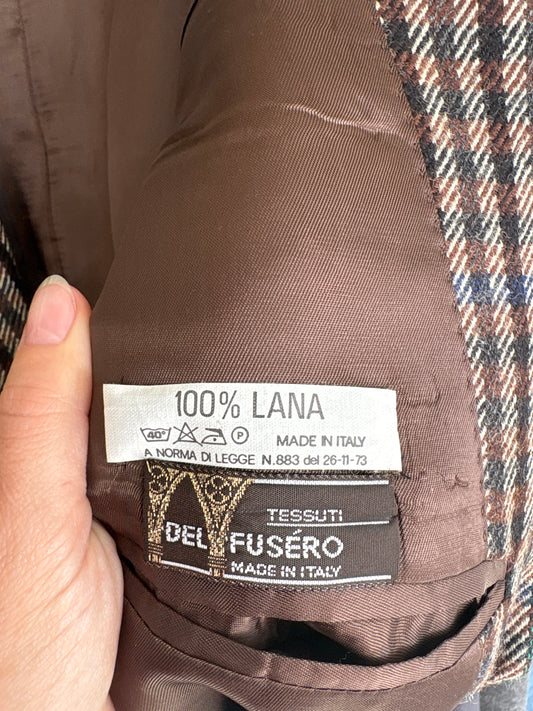 100% LANA
40° P MADE IN ITALY
A NORMA DI LEGGE N.883 del 26-11-73
TESSUTI
DEL FUSÉRO
MADE IN ITALY